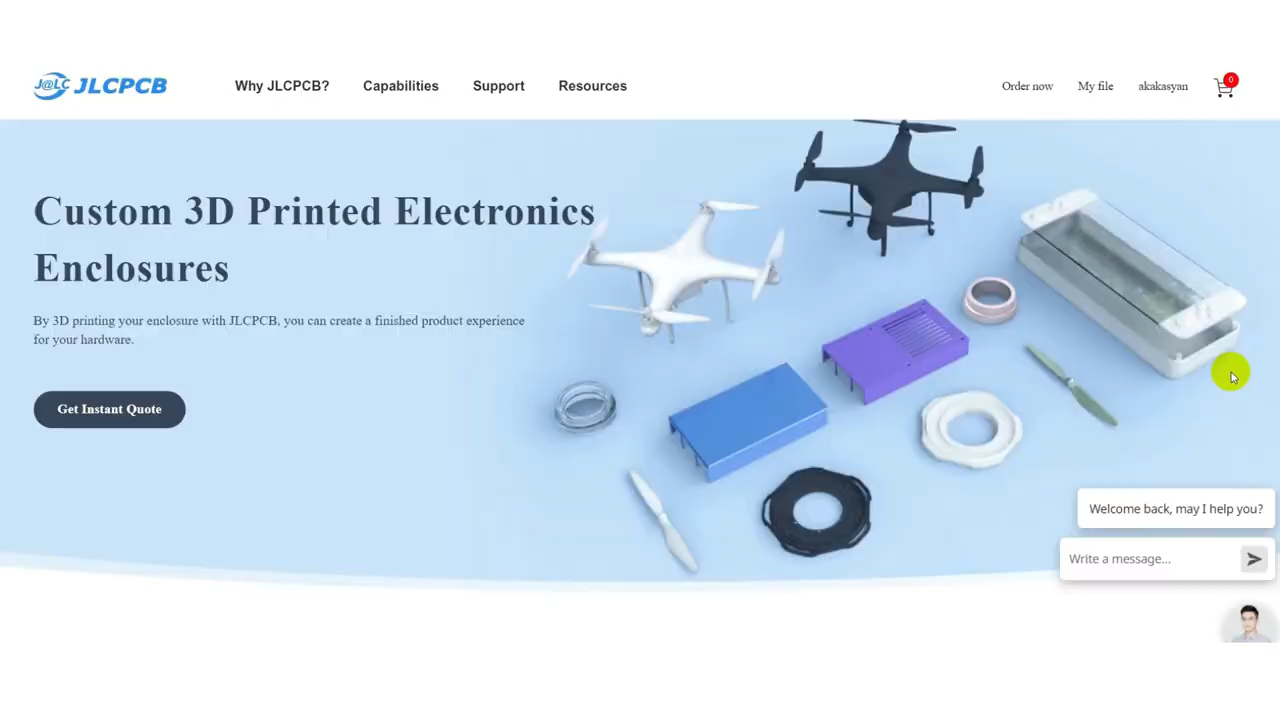 J@LC JLCPCB
Why JLCPCB?
Capabilities
Support
Resources
Order now
My file
akakasyan
0
Custom 3D Printed Electronics
Enclosures
By 3D printing your enclosure with JLCPCB, you can create a finished product experience
for your hardware.
Get Instant Quote
Welcome back, may I help you?
Write a message...